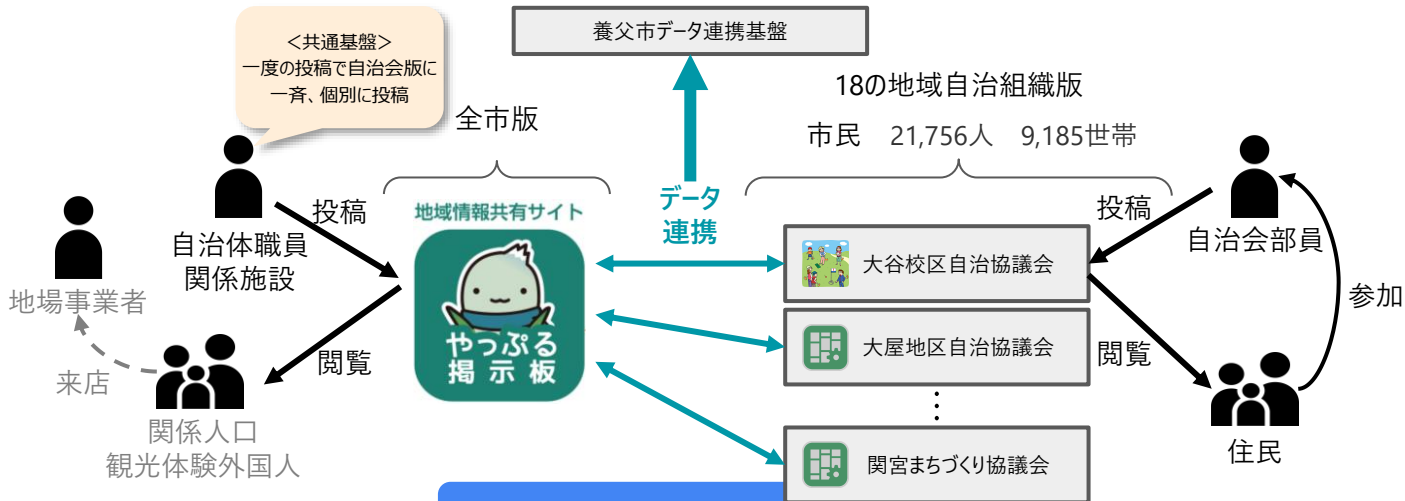 養父市データ連携基盤
<共通基盤>
一度の投稿で自治会版に
一斉、個別に投稿
全市版
18の地域自治組織版
市民 21,756人 9,185世帯
データ
連携
地域情報共有サイト
やっぷる
掲示板
投稿
自治体職員
関係施設
地場事業者
来店
閲覧
関係人口
観光体験外国人
大谷校区自治協議会
大屋地区自治協議会
⋮
関宮まちづくり協議会
投稿
自治会部員
参加
閲覧
住民